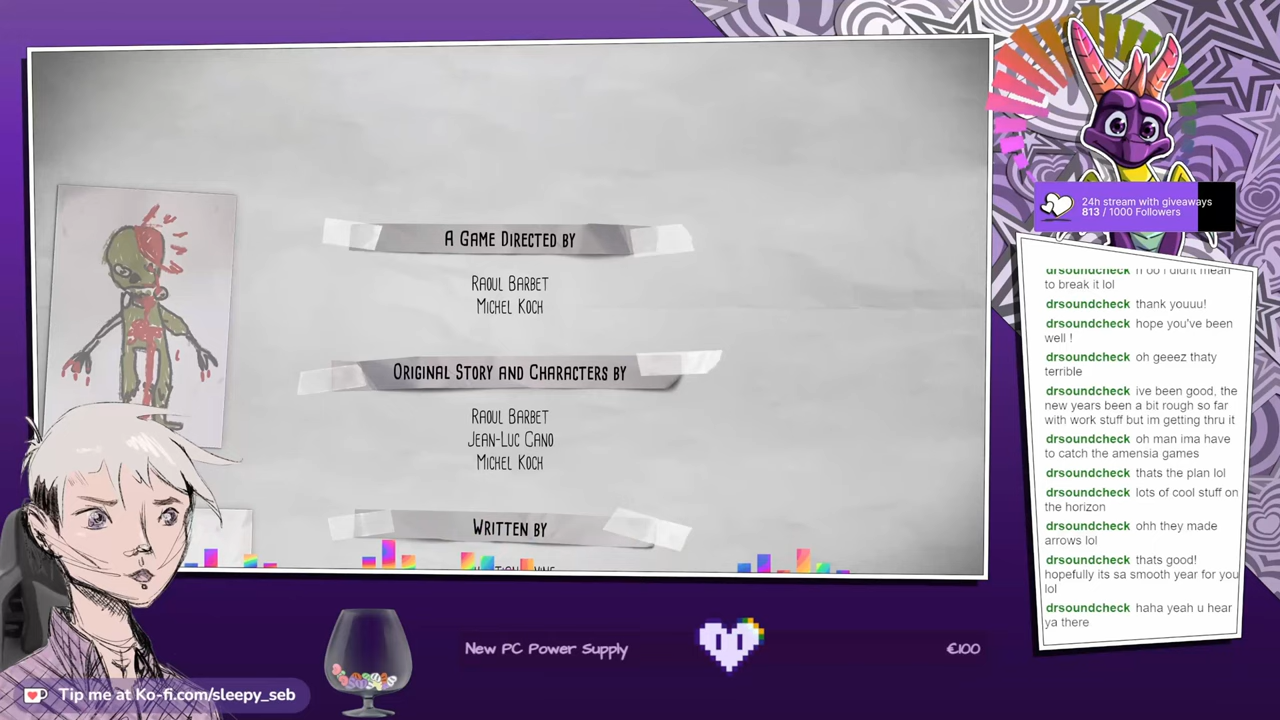 A Game Directed by
Raoul Barbet
Michel Koch
Original Story and Characters by
Raoul Barbet
Jean-Luc Cano
Michel Koch
Written by
24h stream with giveaways
813 / 1000 Followers
drsoundcheck
to break it lol
drsoundcheck thank youuu!
drsoundcheck hope you've been
well !
drsoundcheck oh geeez thaty
terrible
drsoundcheck ive been good, the
new years been a bit rough so far
with work stuff but im getting thru it
drsoundcheck oh man ima have
to catch the amensia games
drsoundcheck thats the plan lol
drsoundcheck lots of cool stuff on
the horizon
drsoundcheck ohh they made
arrows lol
drsoundcheck thats good!
hopefully its sa smooth year for you
lol
drsoundcheck haha yeah u hear
ya there
New PC Power Supply
€100
Tip me at Ko-fi.com/sleepy_seb